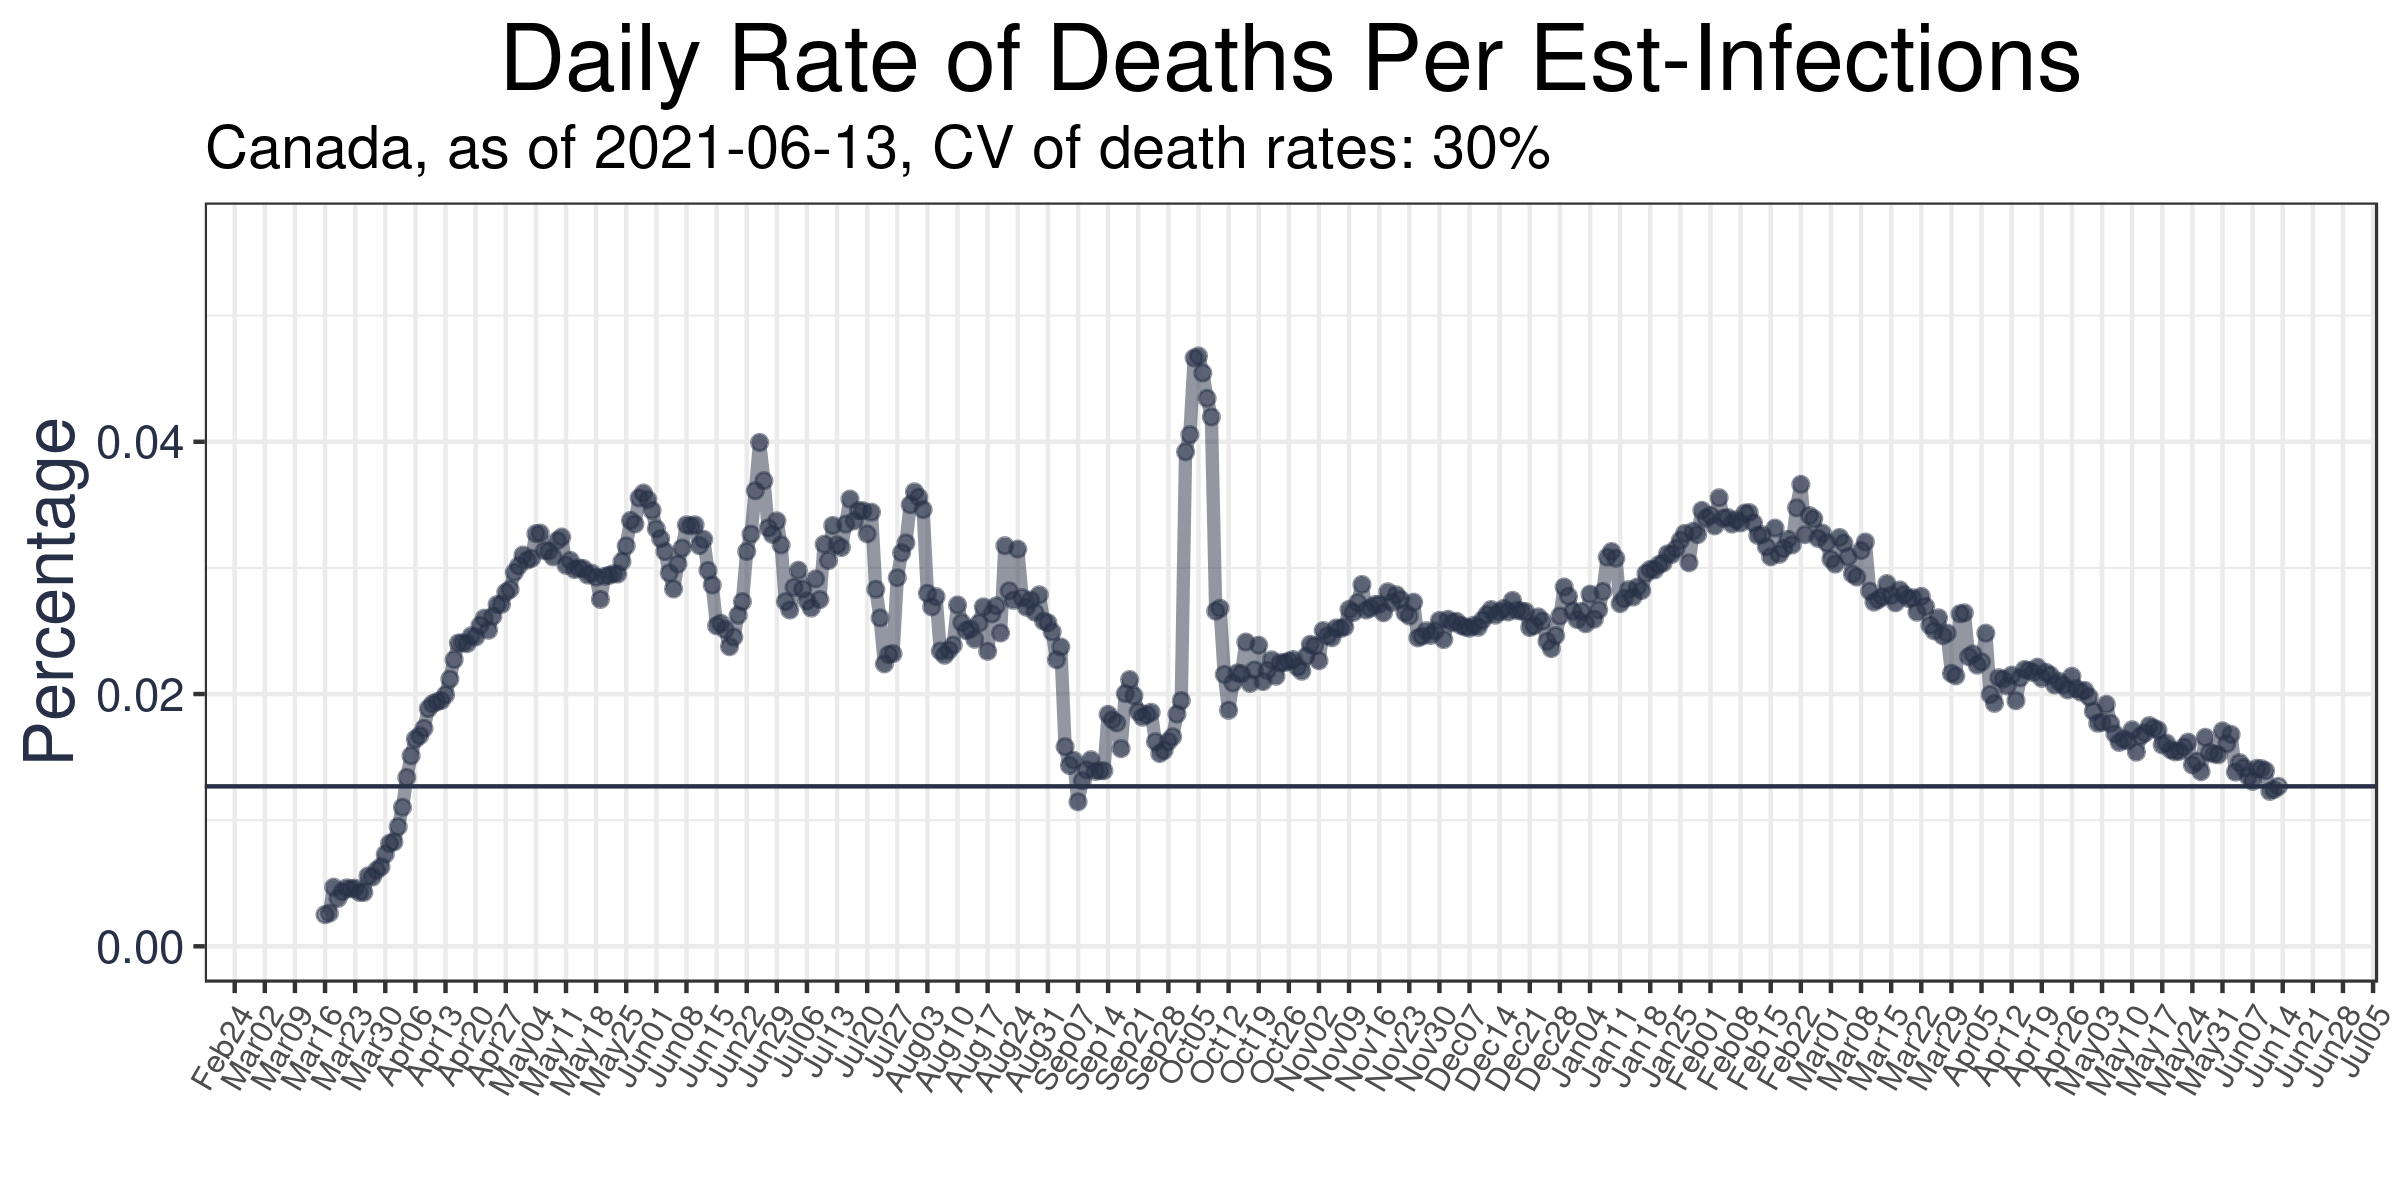 Daily Rate of Deaths Per Est-Infections
Canada, as of 2021-06-13, CV of death rates: 30%
Percentage
0.04
0.02
0.00
Feb24
Mar02
Mar09
Mar16
Mar23
Mar30
Apr06
Apr13
Apr20
Apr27
May04
May11
May18
May25
Jun01
Jun08
Jun15
Jun22
Jun29
Jul06
Jul13
Jul20
Jul27
Aug03
Aug10
Aug17
Aug24
Aug31
Sep07
Sep14
Sep21
Sep28
Oct05
Oct12
Oct19
Oct26
Nov02
Nov09
Nov16
Nov23
Nov30
Dec07
Dec14
Dec21
Dec28
Jan04
Jan11
Jan18
Jan25
Feb01
Feb08
Feb15
Feb22
Mar01
Mar08
Mar15
Mar22
Mar29
Apr05
Apr12
Apr19
Apr26
May03
May10
May17
May24
May31
Jun07
Jun14
Jun21
Jun28
Jul05